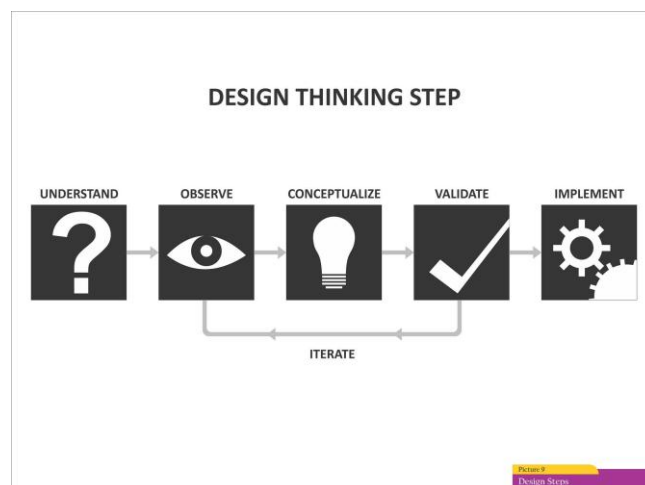 DESIGN THINKING STEP
UNDERSTAND OBSERVE CONCEPTUALIZE VALIDATE IMPLEMENT
ITERATE
Picture 9
Design Steps